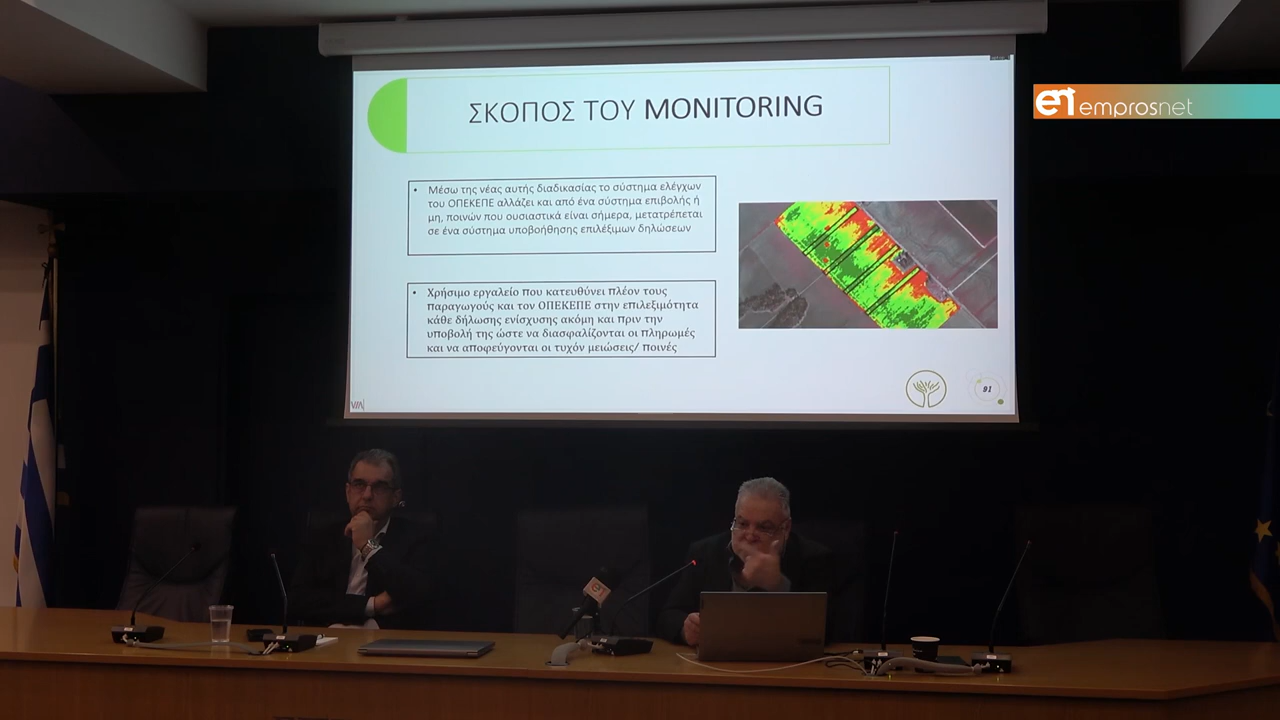 ΣΚΟΠΟΣ ΤΟΥ MONITORING
emprosnet
• Μέσω της νέας αυτής διαδικασίας το σύστημα ελέγχων
του ΟΠΕΚΕΠΕ αλλάζει και από ένα σύστημα επιβολής ή
μη, ποινών που ουσιαστικά είναι σήμερα, μετατρέπεται
σε ένα σύστημα υποβοήθησης επιλέξιμων δηλώσεων
• Χρήσιμο εργαλείο που κατευθύνει πλέον τους
παραγωγούς και τον ΟΠΕΚΕΠΕ στην επιλεξιμότητα
κάθε δήλωσης ενίσχυσης ακόμη και πριν την
υποβολή της ώστε να διασφαλίζονται οι πληρωμές
και να αποφεύγονται οι τυχόν μειώσεις/ ποινές
91